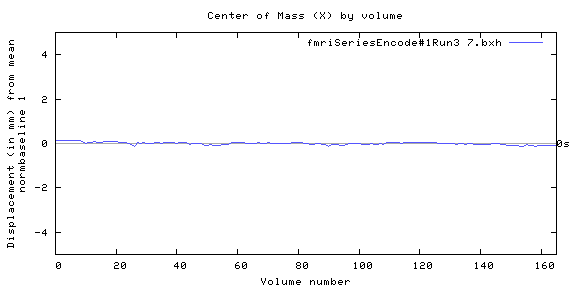 Center of Mass (X) by volume
fmriSeriesEncode#1Run3 7.bxh
Displacement (in mm) from mean
normbaseline 1
4
2
0
-2
-4
0s
0 20 40 60 80 100 120 140 160
Volume number